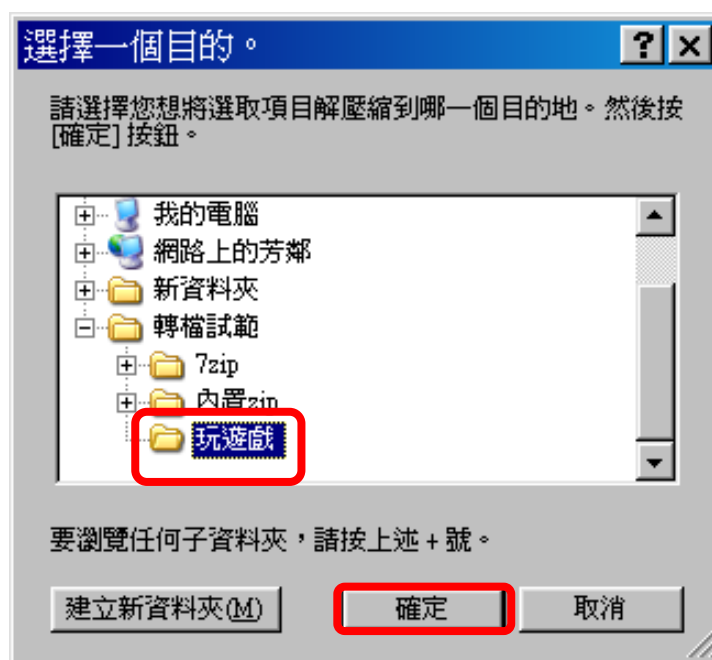 選擇一個目的。
請選擇您想將選取項目解壓縮到哪一個目的地。然後按
[確定] 按鈕。
我的電腦
網路上的芳鄰
新資料夾
轉檔試範
7zip
內置zip
玩遊戲
要瀏覽任何子資料夾，請按上述 + 號。
建立新資料夾(M) 確定 取消